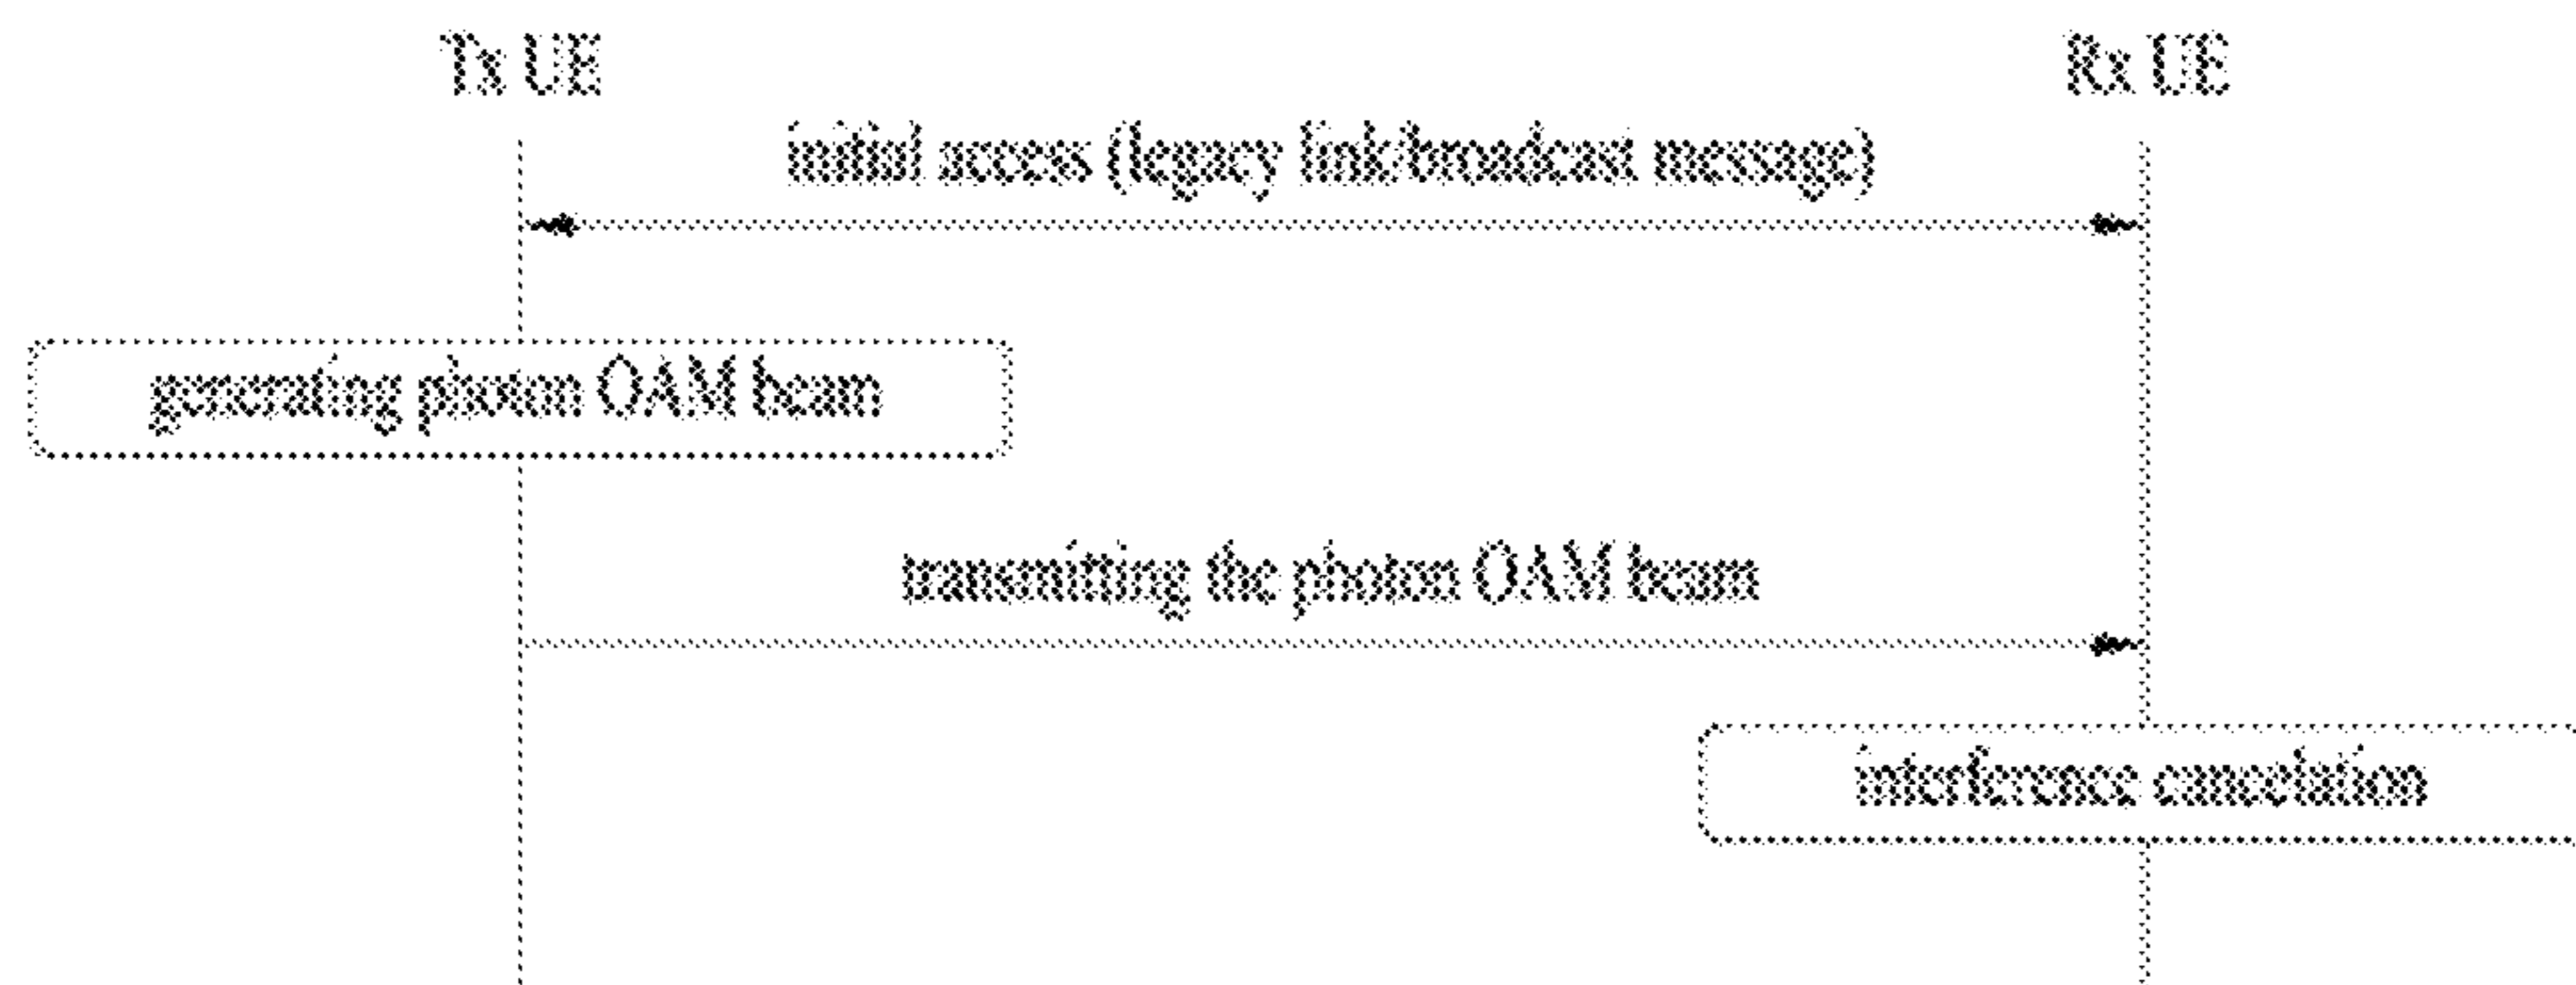 Tx UE
Rx UE
initial access (legacy link/broadcast message)
generating photon OAM beam
transmitting the photon OAM beam
interference cancelation